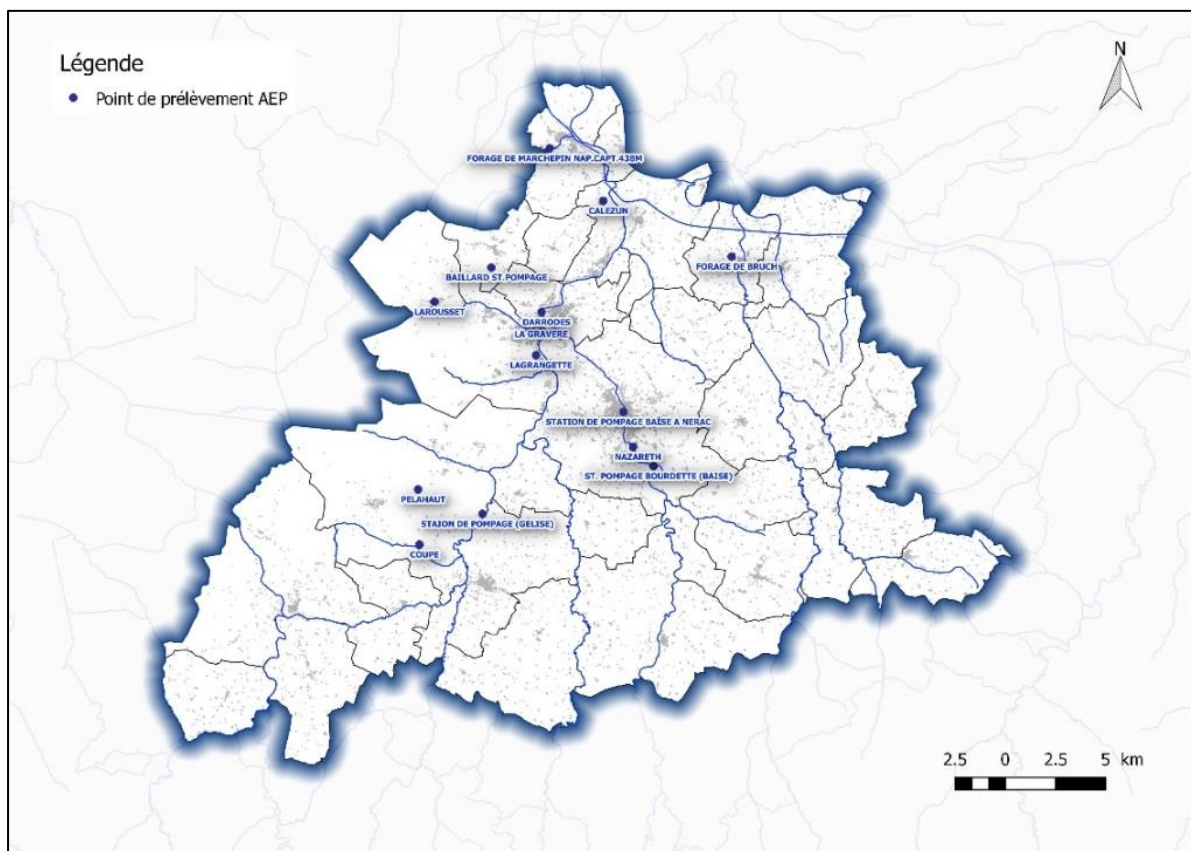 Légende
Point de prélèvement AEP
N
FORAGE DE MARCHEPIN NAP.CAPT.438M
CALEZUN
FORAGE DE BRUCH
BAILLARD ST.POMPAGE
LAROUSSET
DARRODES
LA GRAVERE
LAGRANGETTE
STATION DE POMPAGE BAÏSE A NERAC
NAZARETH
ST. POMPAGE BOURDETTE (BAISE)
PELAHAUT
STAION DE POMPAGE (GELISE)
COUPE
2.5 0 2.5 5 km